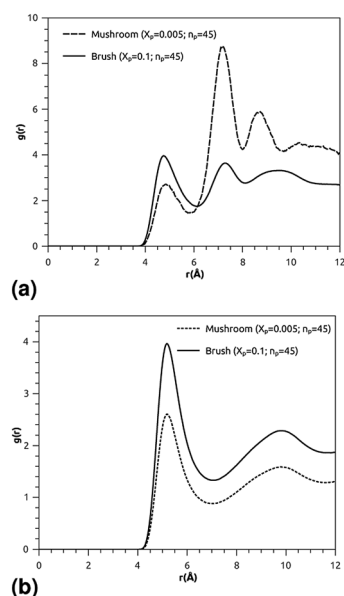 10
8
6
4
2
0
g(r)
Mushroom (Xp=0.005; np=45)
Brush (Xp=0.1; np=45)
0 2 4 6 8 10 12
r(Å)
(a)
4
3
2
1
0
g(r)
Mushroom (Xp=0.005; np=45)
Brush (Xp=0.1; np=45)
0 2 4 6 8 10 12
r(Å)
(b)